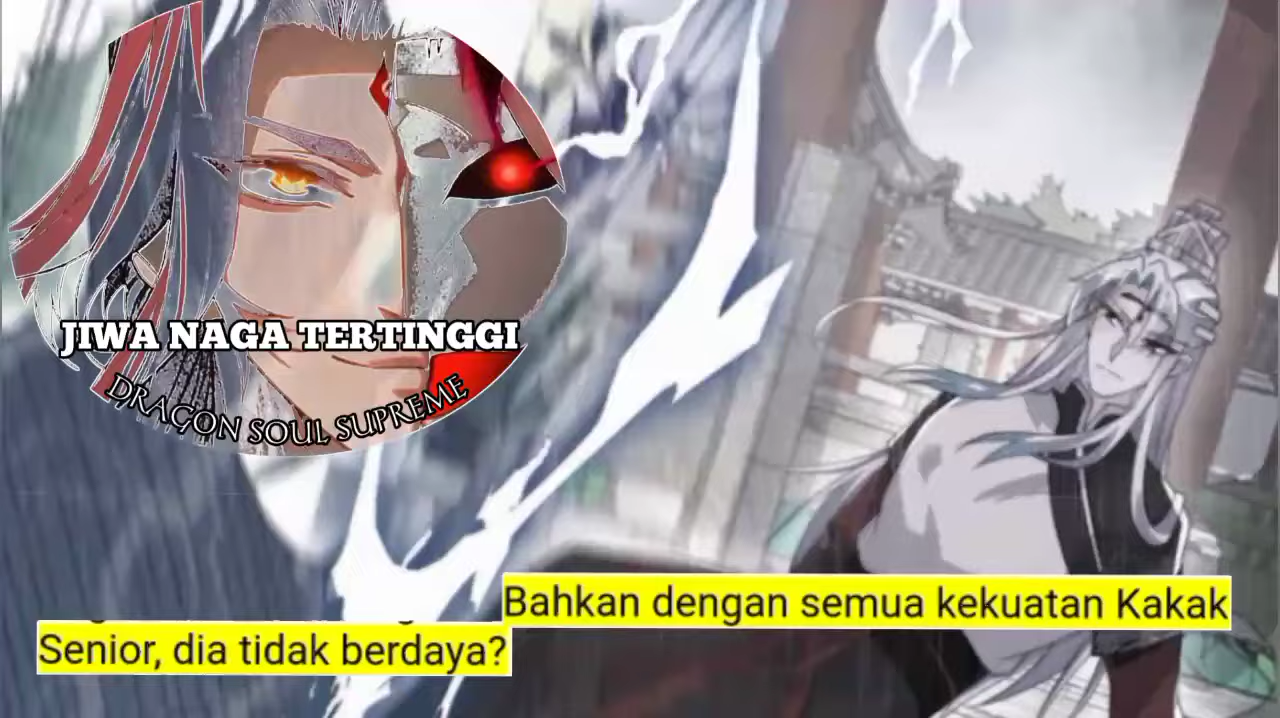 JIWA NAGA TERTINGGI
DRAGON SOUL SUPREME
Bahkan dengan semua kekuatan Kakak
Senior, dia tidak berdaya?